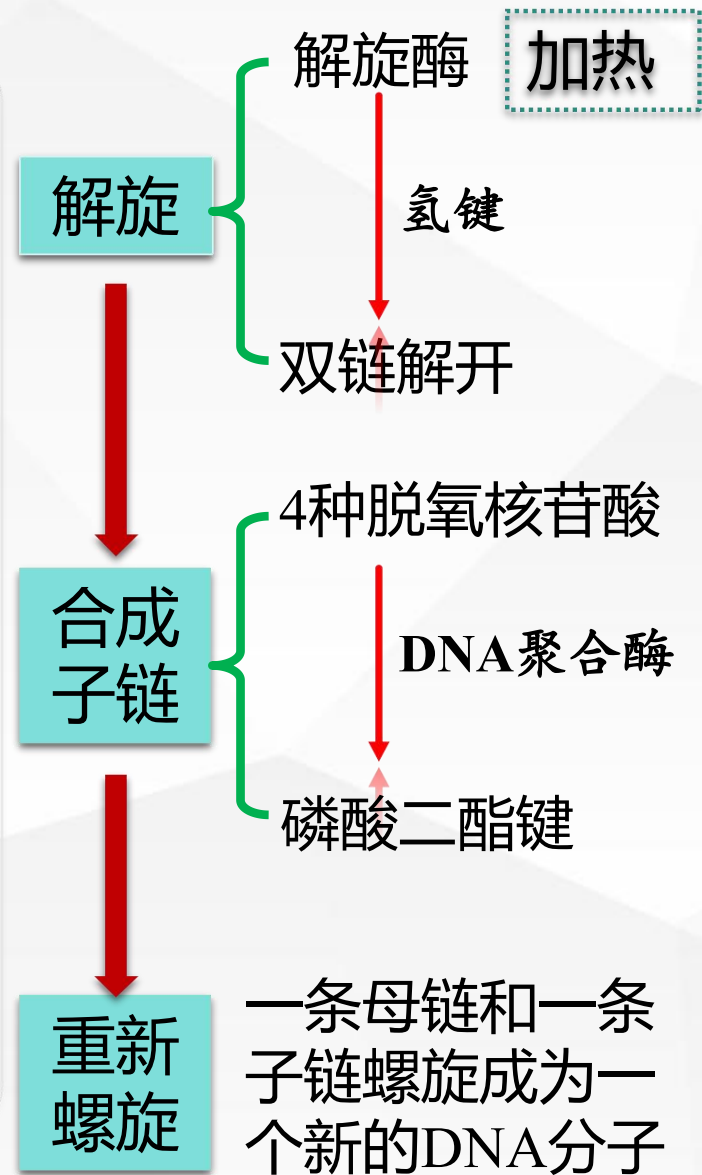 解旋酶
加热
解旋
氢键
双链解开
4种脱氧核苷酸
合成
子链
DNA聚合酶
磷酸二酯键
重新
螺旋
一条母链和一条
子链螺旋成为一
个新的DNA分子